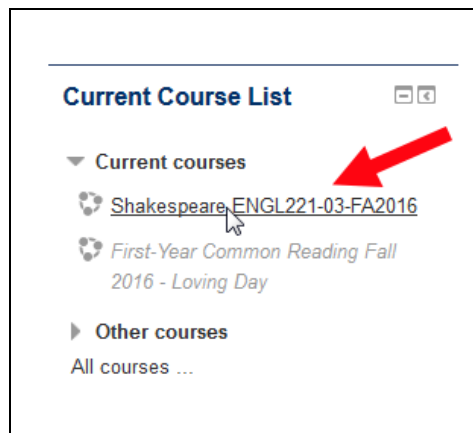 Current Course List
Current courses
Shakespeare ENGL221-03-FA2016
First-Year Common Reading Fall
2016 - Loving Day
Other courses
All courses ...